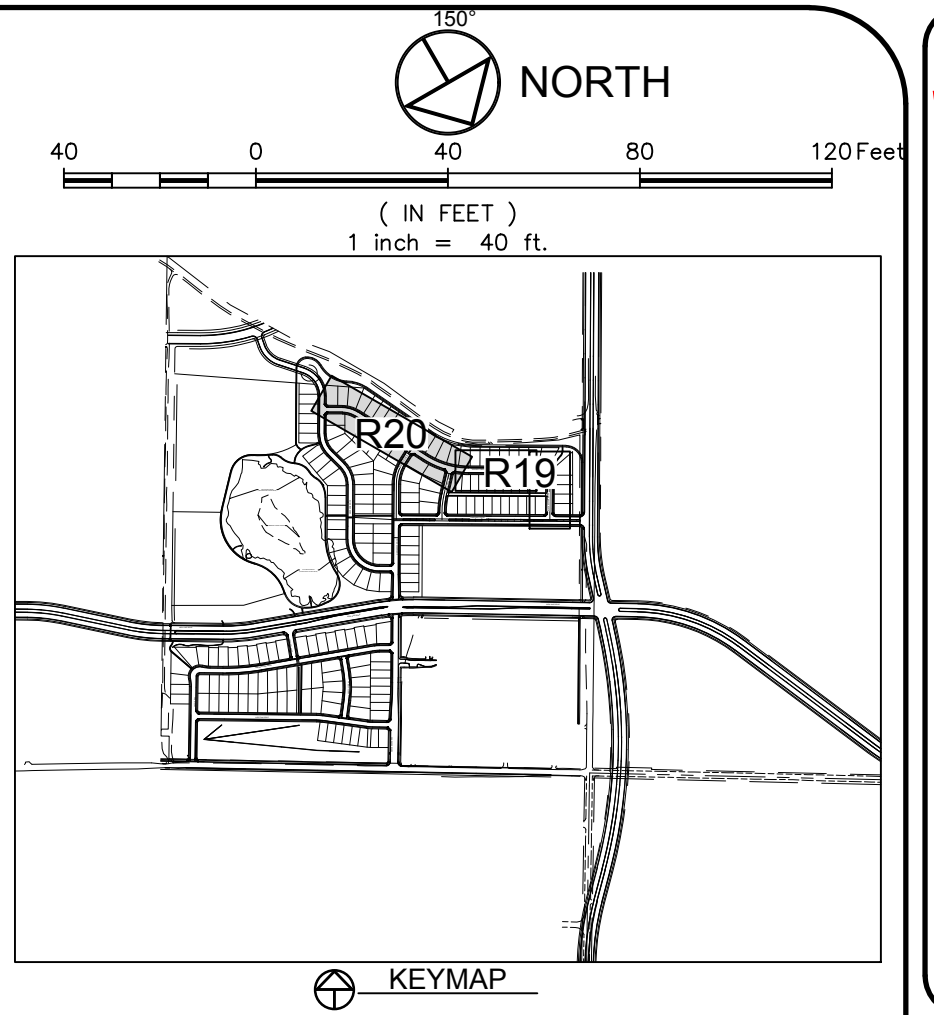 150°
NORTH
40 0 40 80 120 Feet
( IN FEET )
1 inch = 40 ft.
R20
R19
KEYMAP